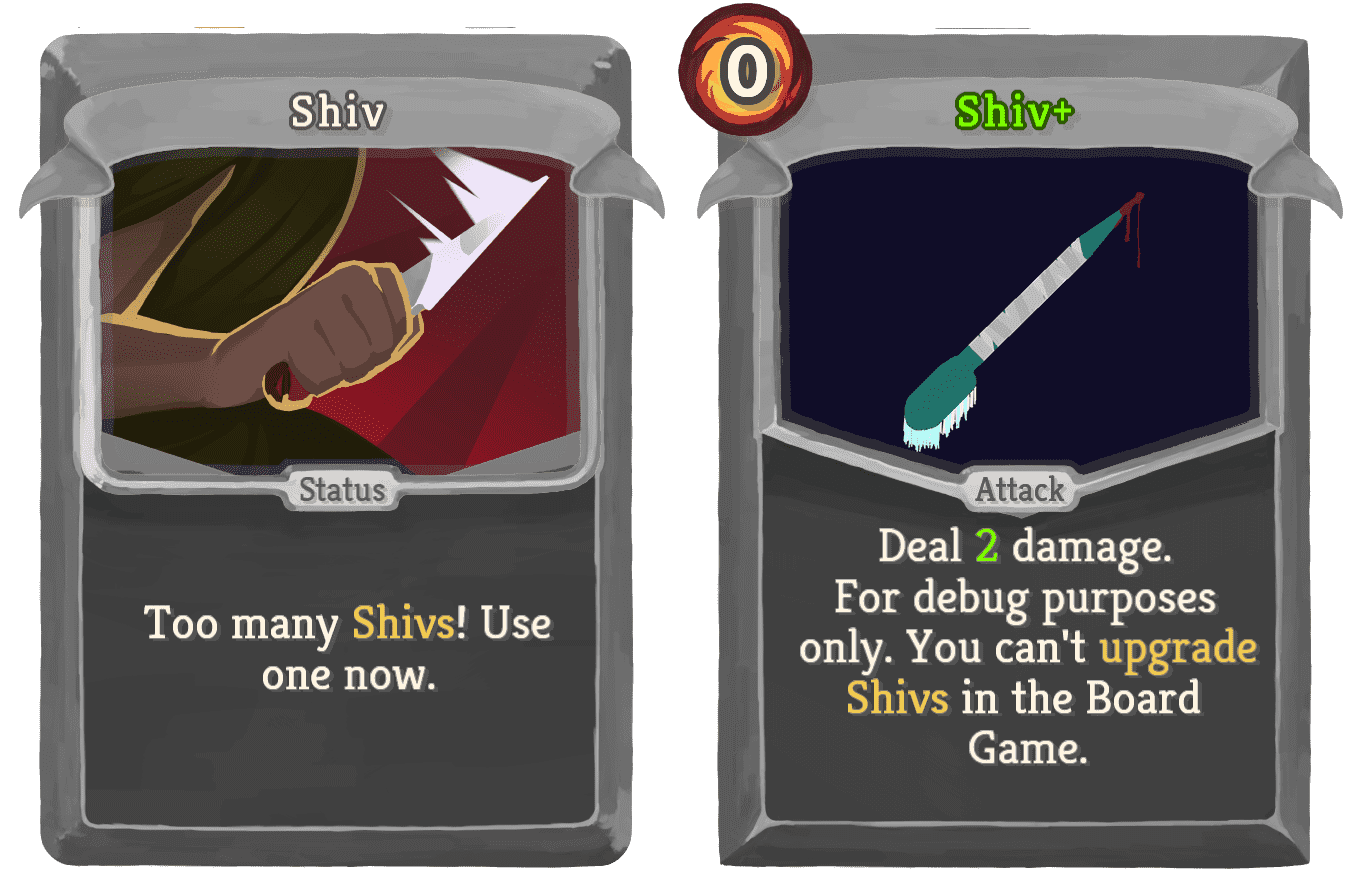 Shiv
Status
Too many Shivs! Use
one now.
0
Shiv+
Attack
Deal 2 damage.
For debug purposes
only. You can't upgrade
Shivs in the Board
Game.